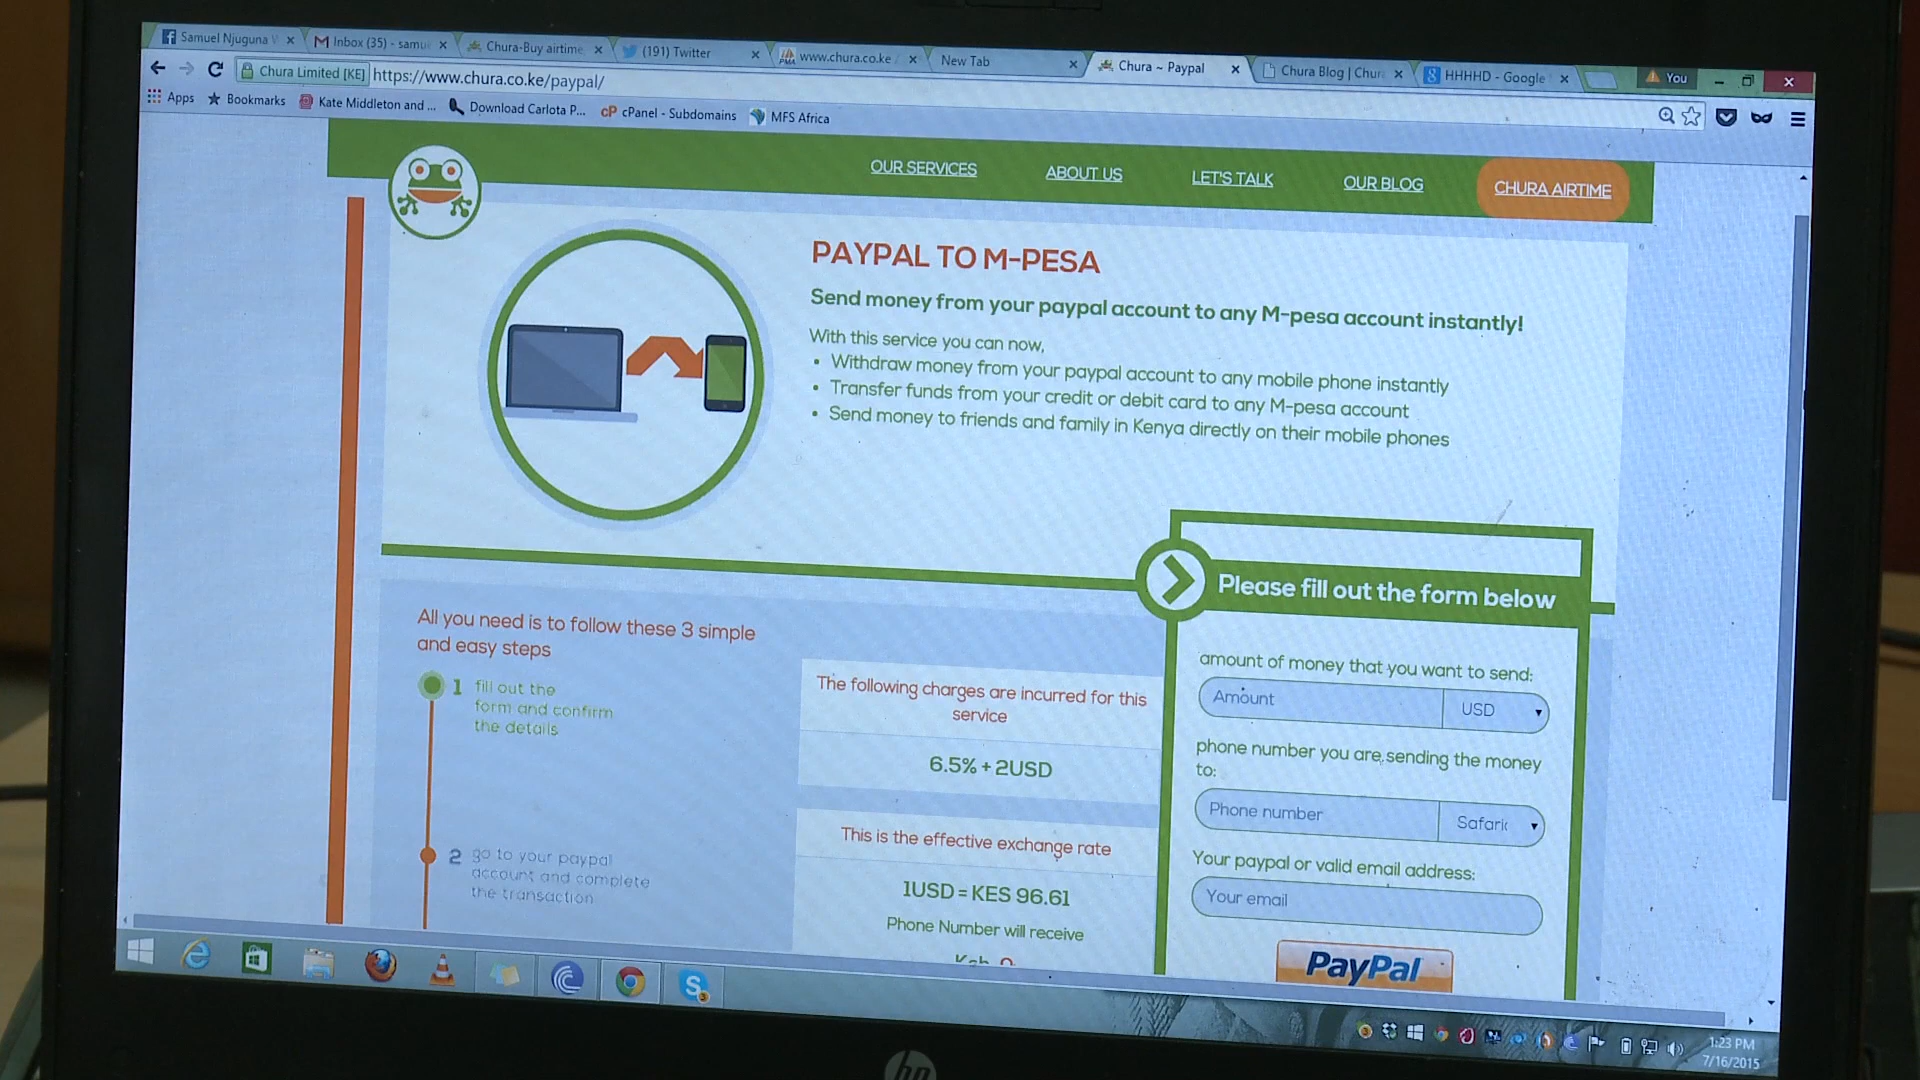 Samuel Njuguna
Inbox (35) - samu
Chura-Buy airtime,
(191) Twitter
www.chura.co.ke /
New Tab
Chura ~ Paypal
Chura Blog | Chur
HHHHD - Google
You
Chura Limited [KE]
https://www.chura.co.ke/paypal/
Apps
Bookmarks
Kate Middleton and ...
Download Carlota P...
cP cPanel - Subdomains
MFS Africa
OUR SERVICES
ABOUT US
LET'S TALK
OUR BLOG
CHURA AIRTIME
PAYPAL TO M-PESA
Send money from your paypal account to any M-pesa account instantly!
With this service you can now,
• Withdraw money from your paypal account to any mobile phone instantly
• Transfer funds from your credit or debit card to any M-pesa account
• Send money to friends and family in Kenya directly on their mobile phones
All you need is to follow these 3 simple
and easy steps
1 fill out the
form and confirm
the details
2 go to your paypal
account and complete
the transaction
The following charges are incurred for this
service
6.5% + 2USD
This is the effective exchange rate
1USD = KES 96.61
Phone Number will receive
Please fill out the form below
amount of money that you want to send:
Amount
USD
phone number you are sending the money
to:
Phone number
Safaric
Your paypal or valid email address:
Your email
PayPal
1:23 PM
7/16/2015
hp